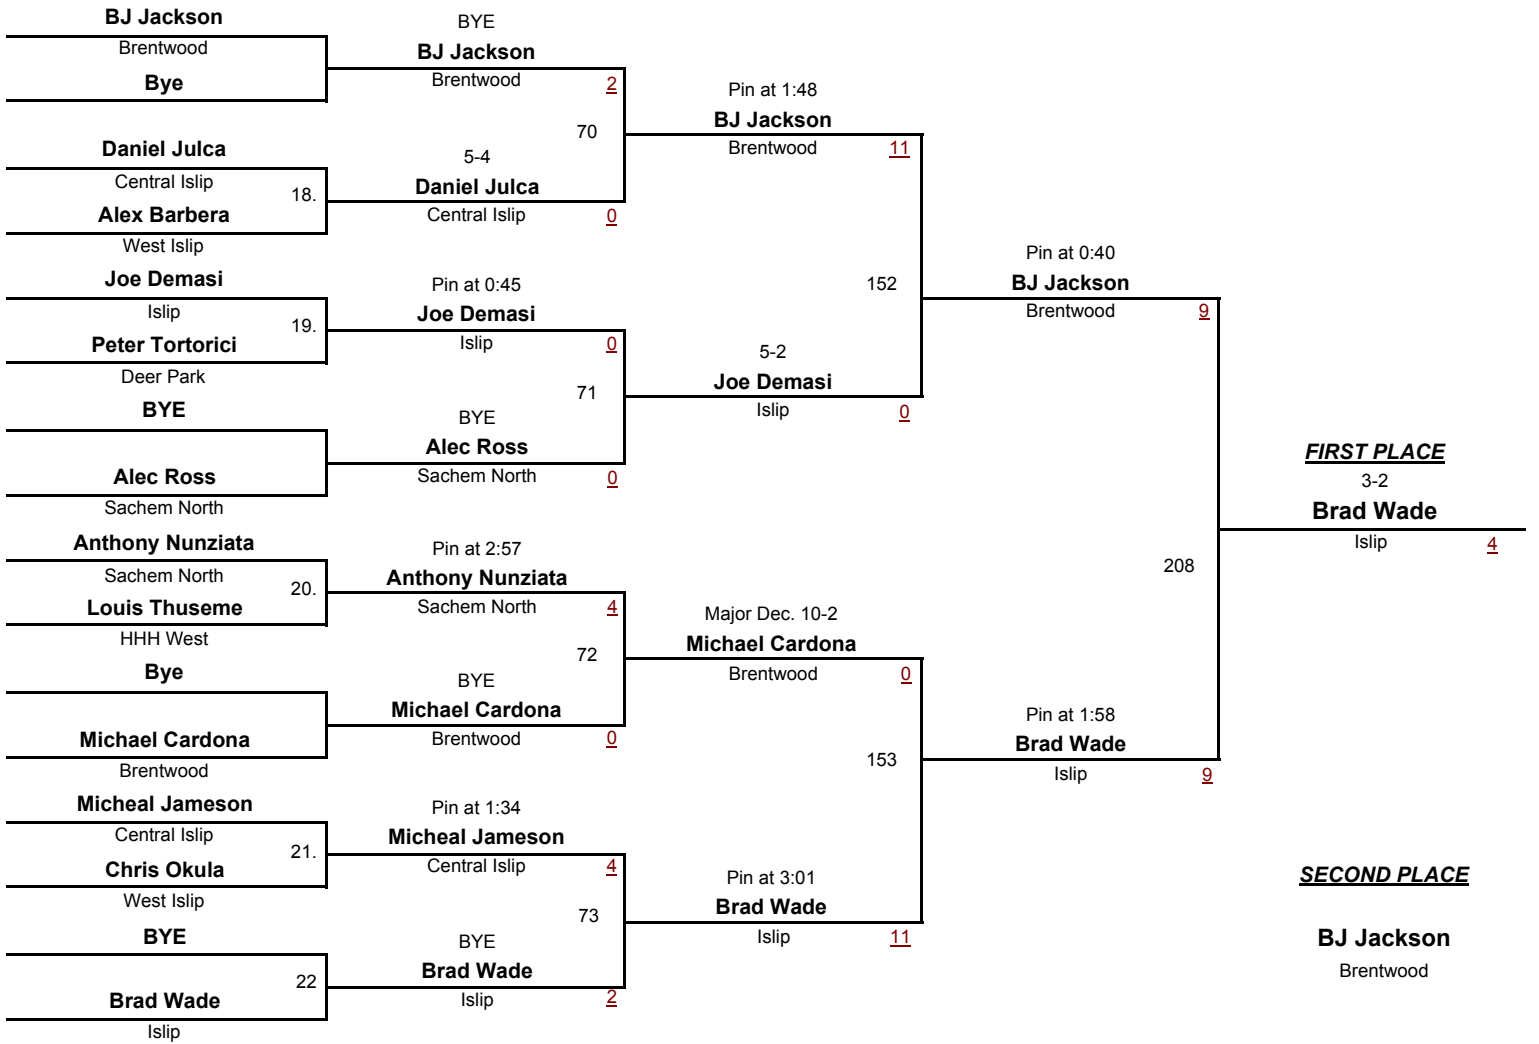 BJ Jackson
Brentwood
Bye
Daniel Julca
Central Islip
18.
Alex Barbera
West Islip
Joe Demasi
Islip
19.
Peter Tortorici
Deer Park
BYE
Alec Ross
Sachem North
Anthony Nunziata
Sachem North
20.
Louis Thuseme
HHH West
Bye
Michael Cardona
Brentwood
Micheal Jameson
Central Islip
21.
Chris Okula
West Islip
BYE
22
Brad Wade
Islip
BYE
BJ Jackson
Brentwood
2
70
5-4
Daniel Julca
Central Islip
0
Pin at 0:45
Joe Demasi
Islip
0
71
BYE
Alec Ross
Sachem North
0
Pin at 2:57
Anthony Nunziata
Sachem North
4
72
BYE
Michael Cardona
Brentwood
0
Pin at 1:34
Micheal Jameson
Central Islip
4
73
BYE
Brad Wade
Islip
2
Pin at 1:48
BJ Jackson
Brentwood
11
152
5-2
Joe Demasi
Islip
0
Major Dec. 10-2
Michael Cardona
Brentwood
0
153
Pin at 3:01
Brad Wade
Islip
11
Pin at 0:40
BJ Jackson
Brentwood
9
208
Pin at 1:58
Brad Wade
Islip
9
FIRST PLACE
3-2
Brad Wade
Islip
4
SECOND PLACE
BJ Jackson
Brentwood